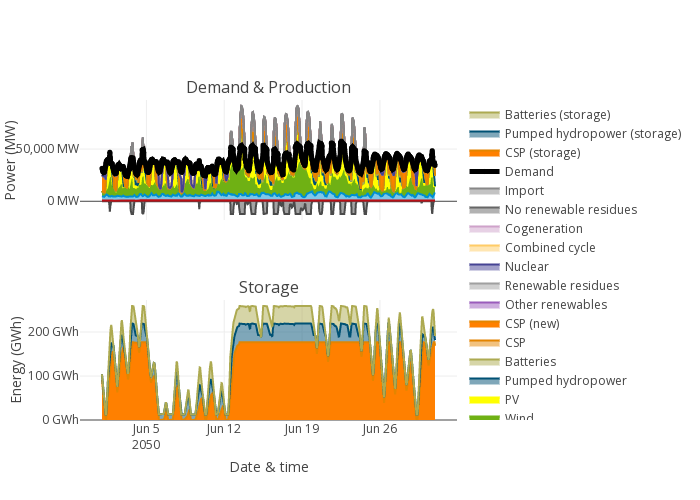 Demand & Production
Power (MW)
50,000 MW
0 MW
Storage
Energy (GWh)
200 GWh
100 GWh
0 GWh
Jun 5
2050
Jun 12
Jun 19
Jun 26
Date & time
Batteries (storage)
Pumped hydropower (storage)
CSP (storage)
Demand
Import
No renewable residues
Cogeneration
Combined cycle
Nuclear
Renewable residues
Other renewables
CSP (new)
CSP
Batteries
Pumped hydropower
PV
Wind